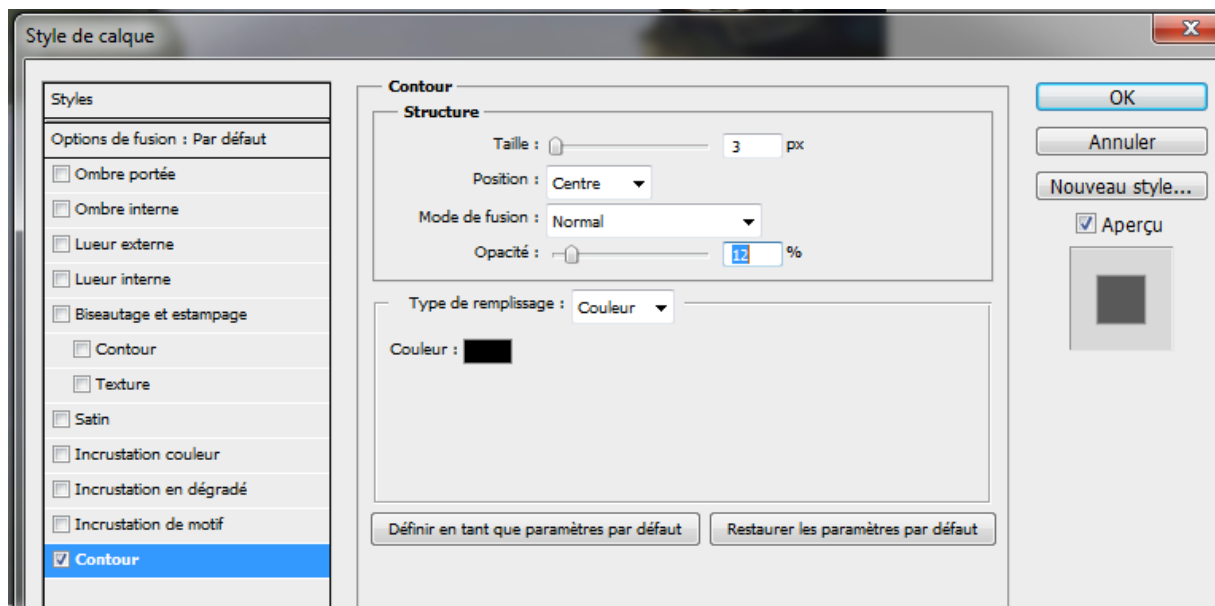 Style de calque
Styles
Options de fusion : Par défaut
Ombre portée
Ombre interne
Lueur externe
Lueur interne
Biseautage et estampage
Contour
Texture
Satin
Incrustation couleur
Incrustation en dégradé
Incrustation de motif
Contour
Contour
Structure
Taille : 3 px
Position : Centre
Mode de fusion : Normal
Opacité : 12 %
Type de remplissage : Couleur
Couleur :
Définir en tant que paramètres par défaut Restaurer les paramètres par défaut
OK
Annuler
Nouveau style...
Aperçu